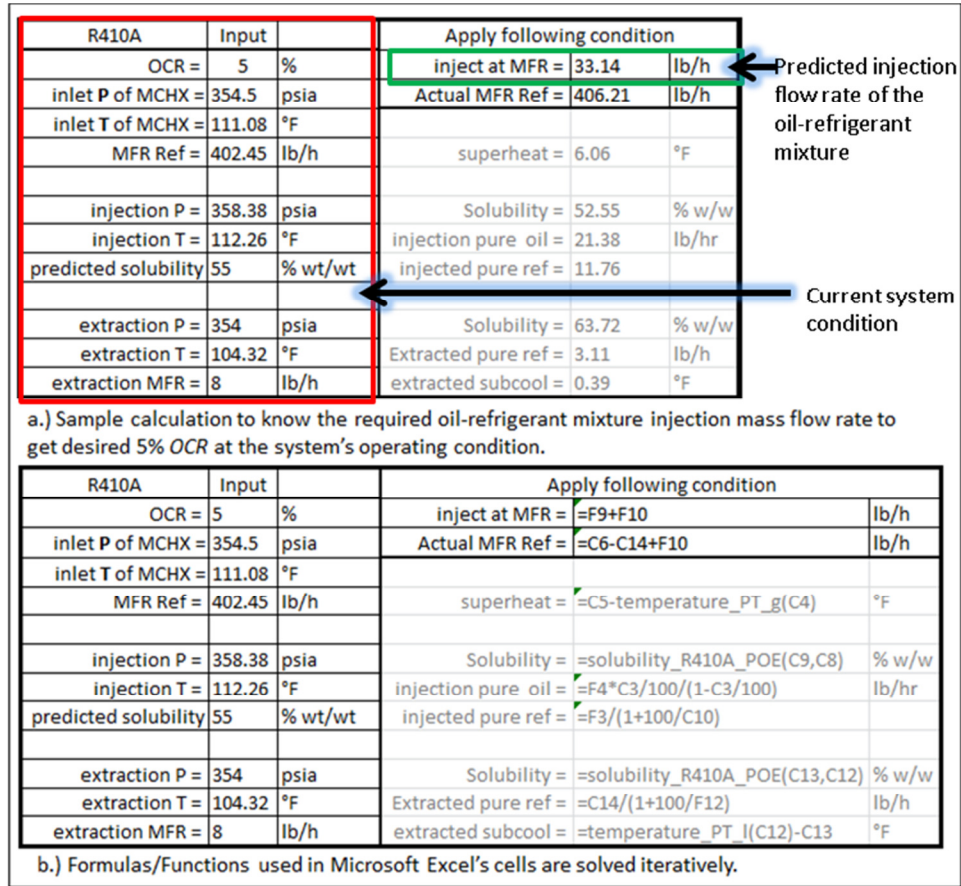 R410A Input Apply following condition
OCR = 5 % inject at MFR = 33.14 lb/h
inlet P of MCHX = 354.5 psia Actual MFR Ref = 406.21 lb/h
inlet T of MCHX = 111.08 °F
MFR Ref = 402.45 lb/h superheat = 6.06 °F
injection P = 358.38 psia Solubility = 52.55 % w/w
injection T = 112.26 °F injection pure oil = 21.38 lb/hr
predicted solubility 55 % wt/wt injected pure ref = 11.76
extraction P = 354 psia Solubility = 63.72 % w/w
extraction T = 104.32 °F Extracted pure ref = 3.11 lb/h
extraction MFR = 8 lb/h extracted subcool = 0.39 °F
Predicted injection
flow rate of the
oil-refrigerant
mixture
Current system
condition
a.) Sample calculation to know the required oil-refrigerant mixture injection mass flow rate to
get desired 5% OCR at the system's operating condition.
R410A Input Apply following condition
OCR = 5 % inject at MFR = =F9+F10 lb/h
inlet P of MCHX = 354.5 psia Actual MFR Ref = =C6-C14+F10 lb/h
inlet T of MCHX = 111.08 °F
MFR Ref = 402.45 lb/h superheat = =C5-temperature_PT_g(C4) °F
injection P = 358.38 psia Solubility = =solubility_R410A_POE(C9,C8) % w/w
injection T = 112.26 °F injection pure oil = =F4*C3/100/(1-C3/100) lb/hr
predicted solubility 55 % wt/wt injected pure ref = =F3/(1+100/C10)
extraction P = 354 psia Solubility = =solubility_R410A_POE(C13,C12) % w/w
extraction T = 104.32 °F Extracted pure ref = =C14/(1+100/F12) lb/h
extraction MFR = 8 lb/h extracted subcool = =temperature_PT_l(C12)-C13 °F
b.) Formulas/Functions used in Microsoft Excel's cells are solved iteratively.